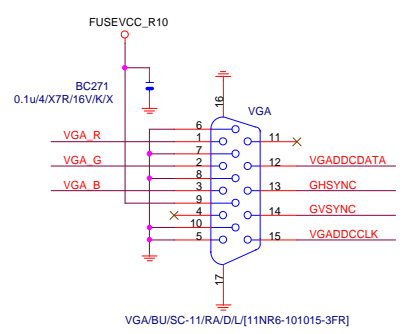 FUSEVCC_R10
BC271
0.1u/4/X7R/16V/K/X
16
VGA
6
1
11
VGA_R
7
2
12
VGADDCDATA
VGA_G
8
3
13
GHSYNC
VGA_B
9
4
14
GVSYNC
10
5
15
VGADDCCLK
17
VGA/BU/SC-11/RA/D/L/[11NR6-101015-3FR]